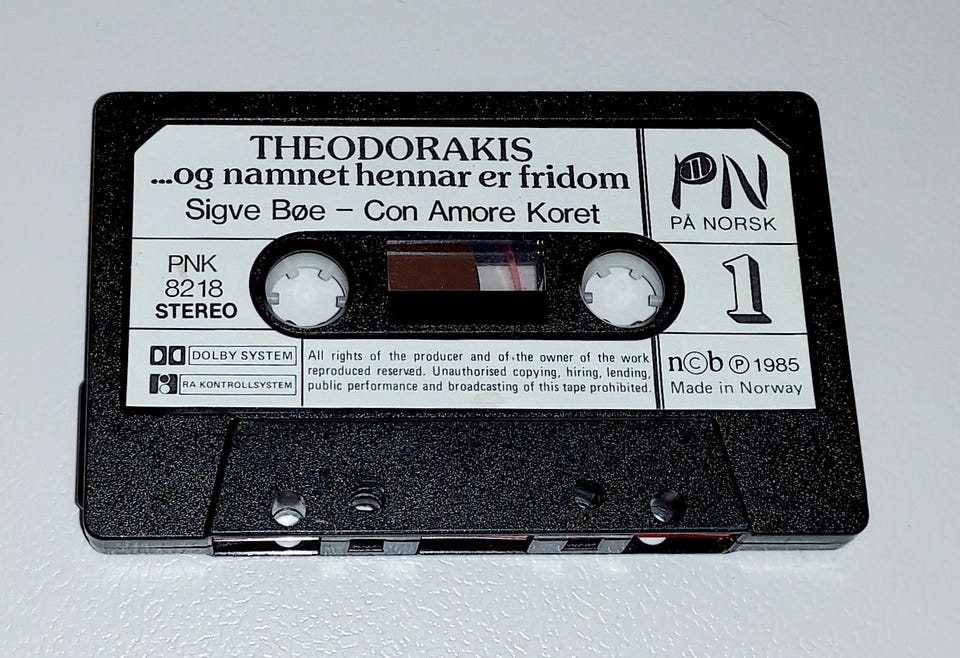 THEODORAKIS
...og namnet hennar er fridom
Sigve Bøe – Con Amore Koret
PN
PÅ NORSK
PNK
8218
STEREO
1
DOLBY SYSTEM
RA KONTROLLSYSTEM
All rights of the producer and of the owner of the work
reproduced reserved. Unauthorised copying, hiring, lending,
public performance and broadcasting of this tape prohibited.
n©b ℗ 1985
Made in Norway